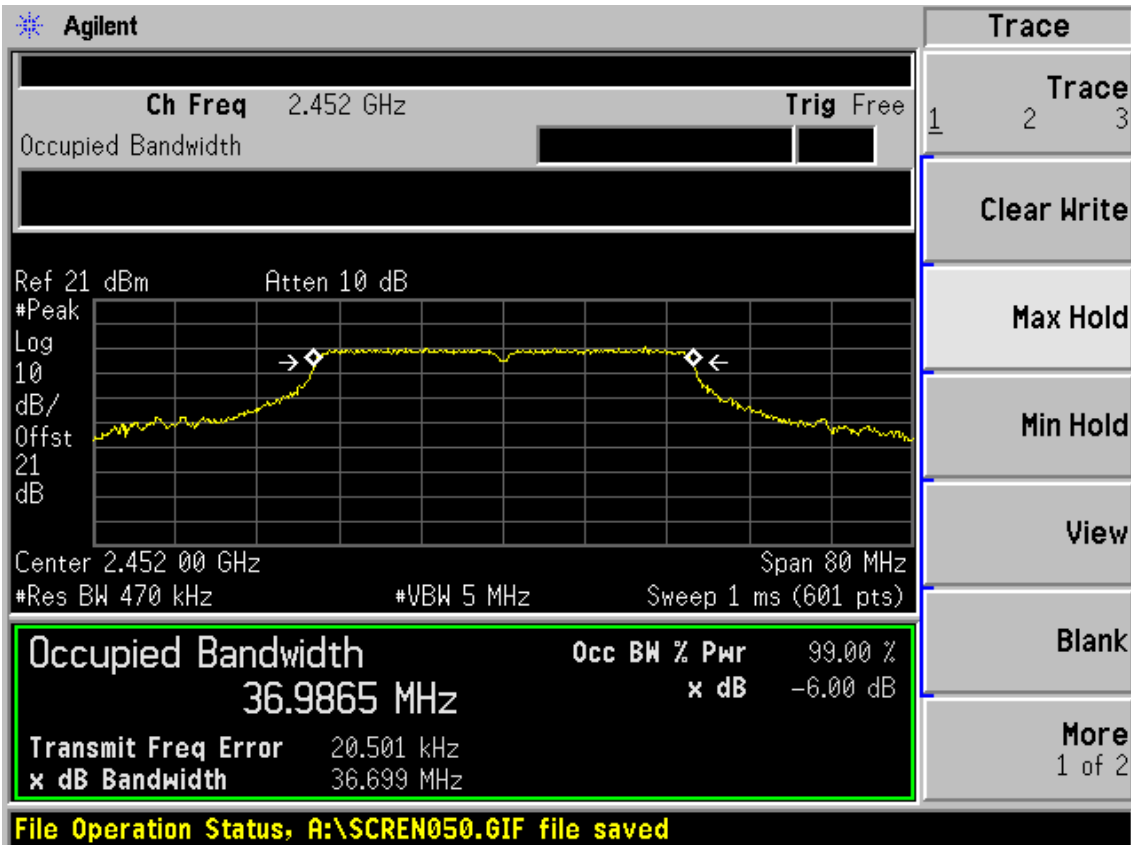 Agilent
Trace
Ch Freq 2.452 GHz Trig Free
Occupied Bandwidth
Trace
1 2 3
Clear Write
Max Hold
Min Hold
View
Blank
More
1 of 2
Ref 21 dBm Atten 10 dB
#Peak
Log
10
dB/
Offst
21
dB
Center 2.452 00 GHz Span 80 MHz
#Res BW 470 kHz #VBW 5 MHz Sweep 1 ms (601 pts)
Occupied Bandwidth
36.9865 MHz
Occ BW % Pwr 99.00 %
x dB -6.00 dB
Transmit Freq Error 20.501 kHz
x dB Bandwidth 36.699 MHz
File Operation Status, A:\SCREN050.GIF file saved